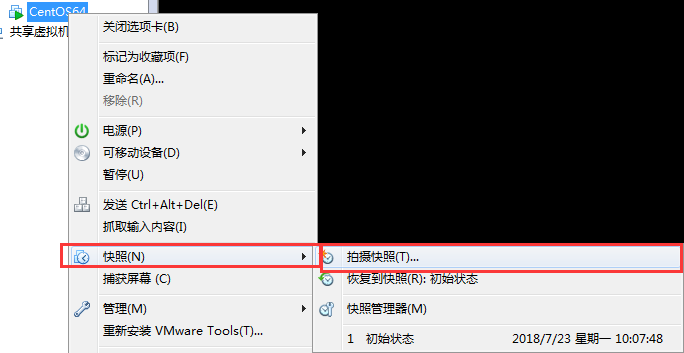 CentOS64
共享虚拟机
关闭选项卡(B)
标记为收藏项(F)
重命名(A)...
移除(R)
电源(P)
可移动设备(D)
暂停(U)
发送 Ctrl+Alt+Del(E)
抓取输入内容(I)
快照(N)
拍摄快照(T)...
捕获屏幕 (C)
恢复到快照(R): 初始状态
管理(M)
快照管理器(M)
重新安装 VMware Tools(T)...
1 初始状态 2018/7/23 星期一 10:07:48